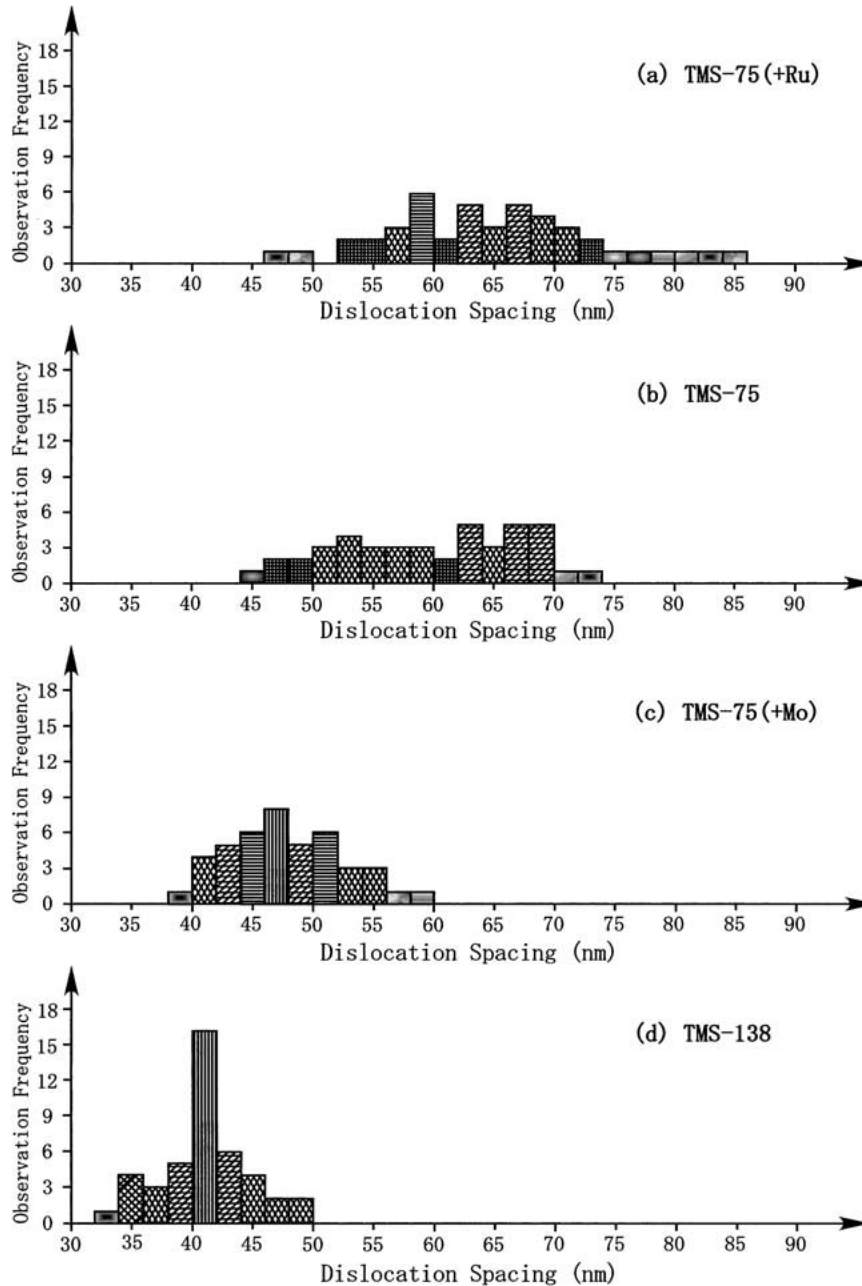 Observation Frequency
18
15
12
9
6
3
0
(a) TMS-75(+Ru)
30 35 40 45 50 55 60 65 70 75 80 85 90
Dislocation Spacing (nm)
Observation Frequency
18
15
12
9
6
3
0
(b) TMS-75
30 35 40 45 50 55 60 65 70 75 80 85 90
Dislocation Spacing (nm)
Observation Frequency
18
15
12
9
6
3
0
(c) TMS-75(+Mo)
30 35 40 45 50 55 60 65 70 75 80 85 90
Dislocation Spacing (nm)
Observation Frequency
18
15
12
9
6
3
0
(d) TMS-138
30 35 40 45 50 55 60 65 70 75 80 85 90
Dislocation Spacing (nm)